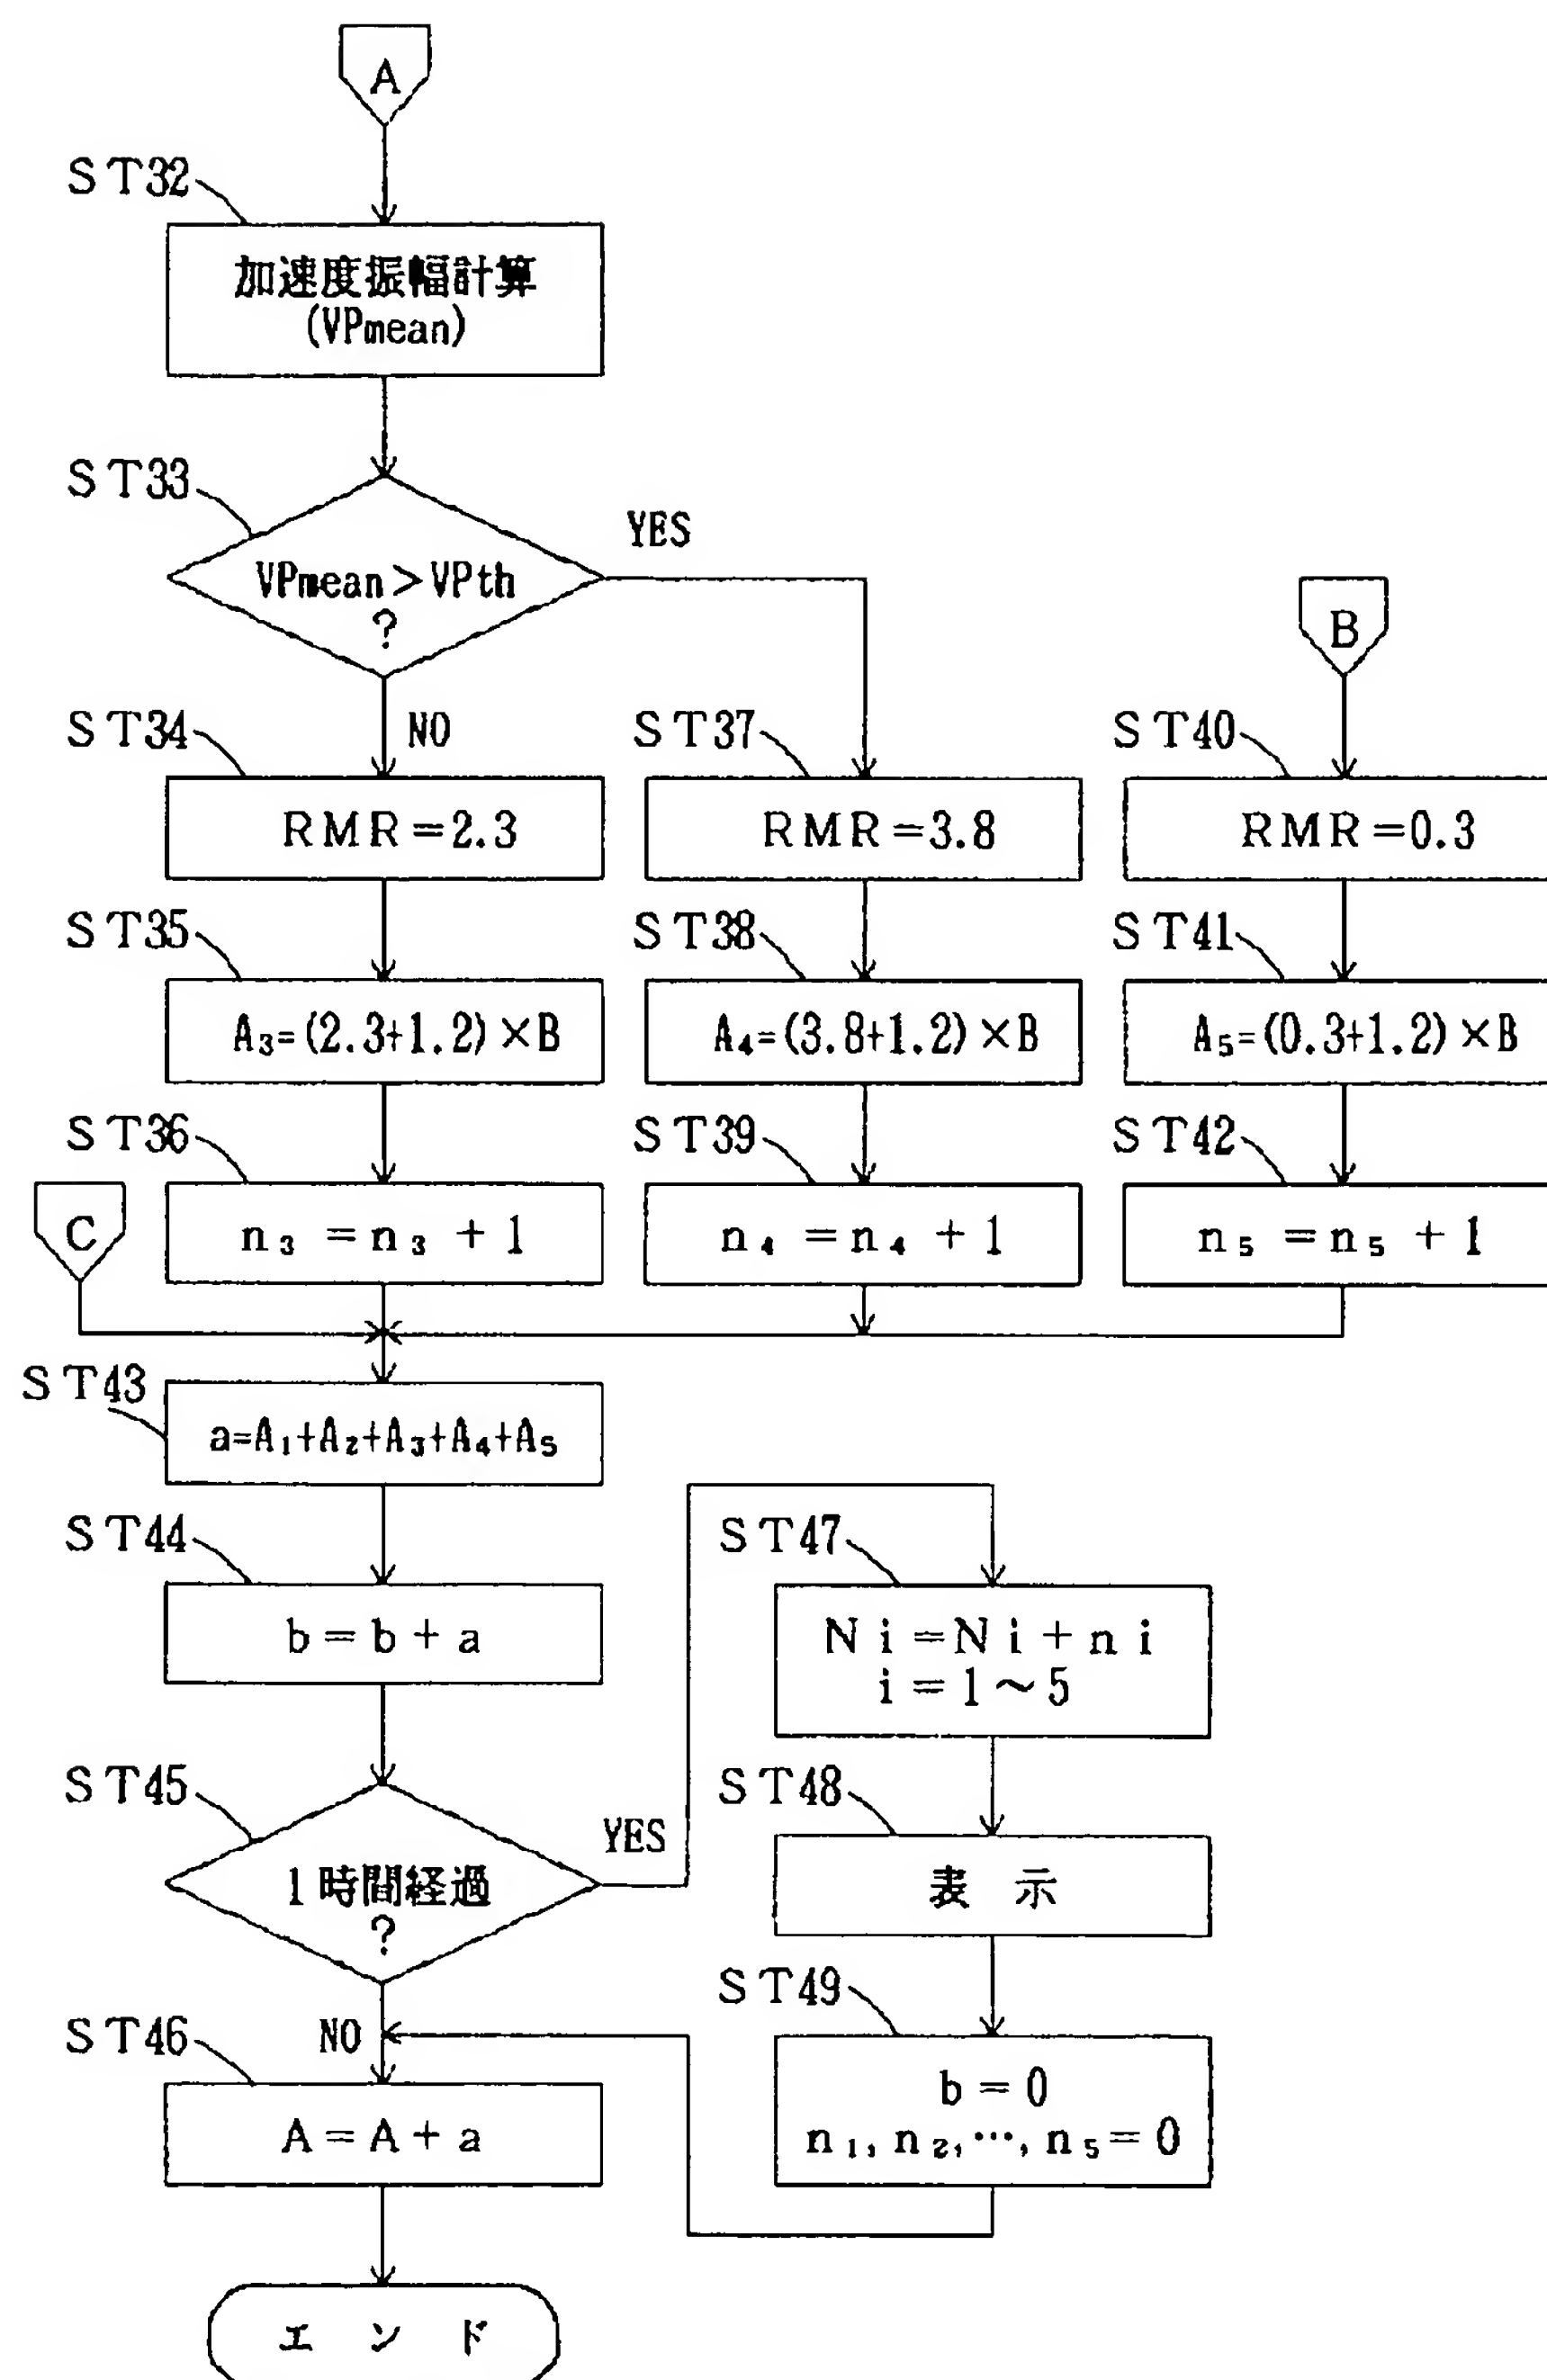 A
ST32
加速度振幅計算
(VPmean)
ST33
VPmean＞VPth
?
YES
NO
B
ST34
RMR=2.3
ST37
RMR=3.8
ST40
RMR=0.3
ST35
A₃=(2.3+1.2)×B
ST38
A₄=(3.8+1.2)×B
ST41
A₅=(0.3+1.2)×B
ST36
n₃=n₃+1
ST39
n₄=n₄+1
ST42
n₅=n₅+1
C
ST43
a=A₁+A₂+A₃+A₄+A₅
ST44
b=b+a
ST45
1時間経過
?
YES
NO
ST47
Ni=Ni+ni
i=1～5
ST48
表 示
ST49
b=0
n₁,n₂,…,n₅=0
ST46
A=A+a
エ ン ド